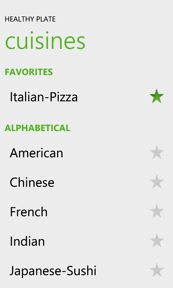 HEALTHY PLATE
cuisines
FAVORITES
Italian-Pizza
ALPHABETICAL
American
Chinese
French
Indian
Japanese-Sushi